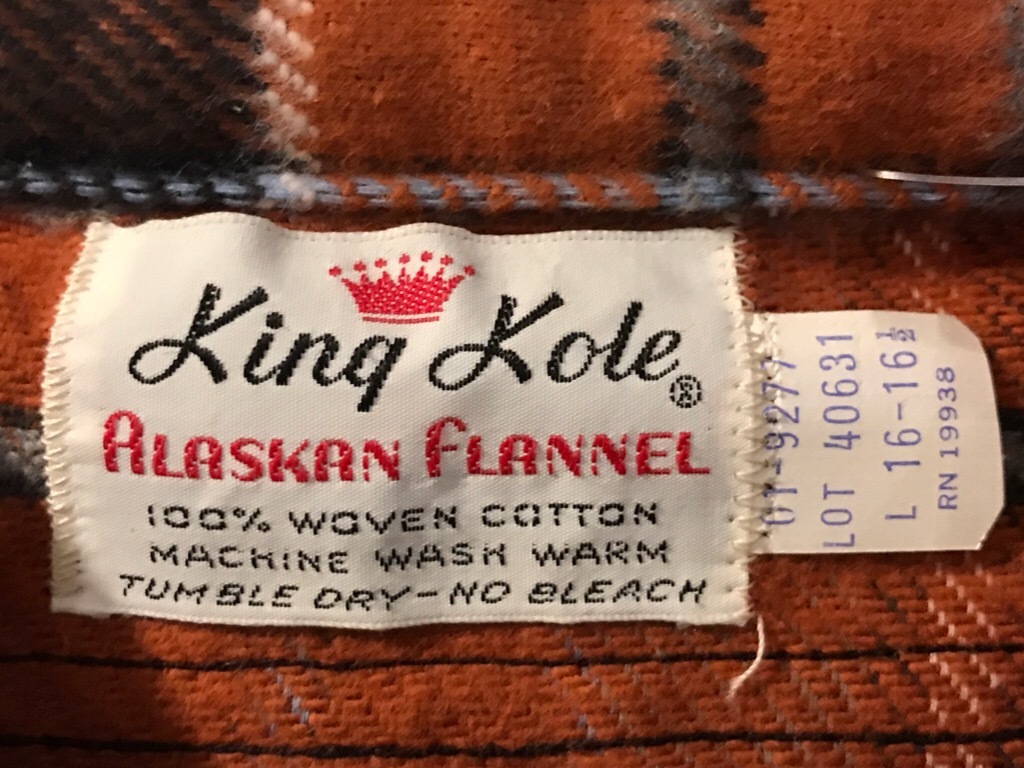 King Kole®
ALASKAN FLANNEL
100% WOVEN COTTON
MACHINE WASH WARM
TUMBLE DRY-NO BLEACH
LOT 40631
L 16-16½
RN 19938